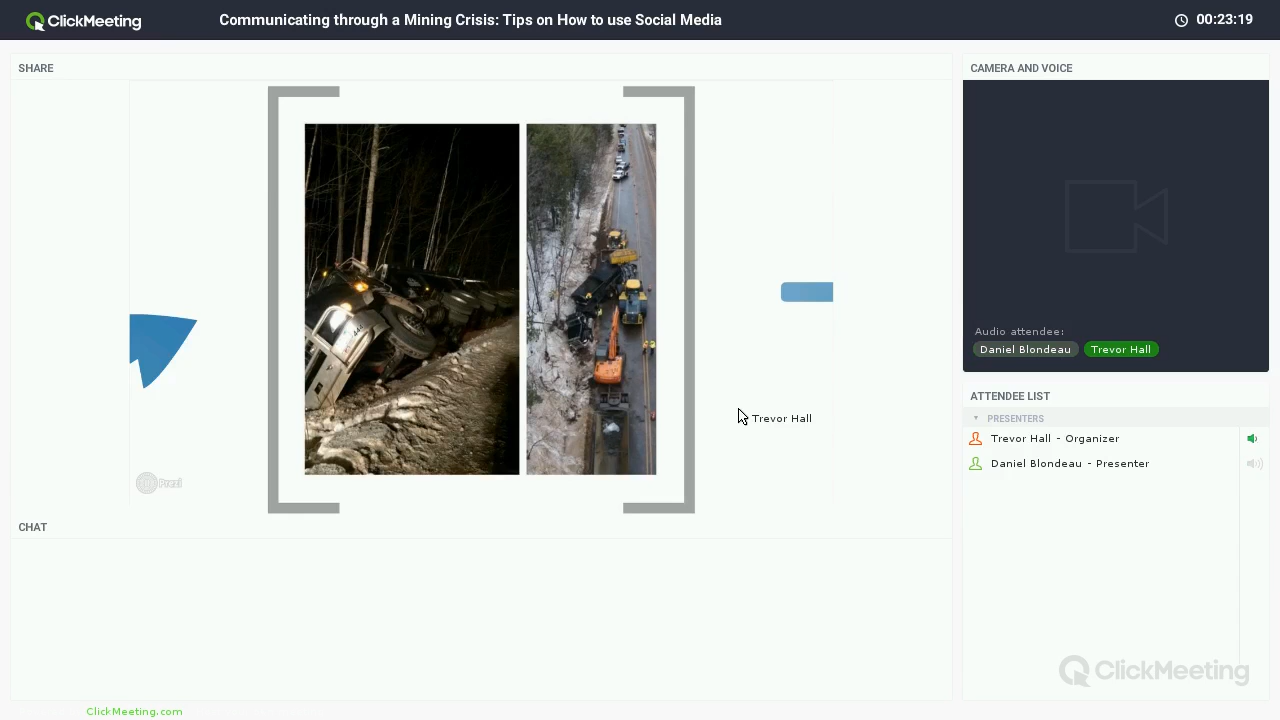 ClickMeeting
Communicating through a Mining Crisis: Tips on How to use Social Media
00:23:19
SHARE
CAMERA AND VOICE
Audio attendee:
Daniel Blondeau
Trevor Hall
ATTENDEE LIST
PRESENTERS
Trevor Hall
Trevor Hall - Organizer
Daniel Blondeau - Presenter
Prezi
CHAT
ClickMeeting
ClickMeeting.com